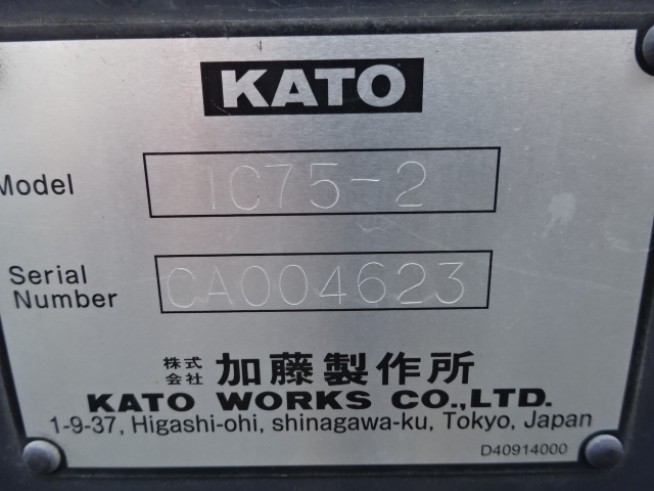 KATO
Model IC75-2
Serial
Number CA004623
株式
会社 加藤製作所
KATO WORKS CO.,LTD.
1-9-37, Higashi-ohi, shinagawa-ku, Tokyo, Japan
D40914000